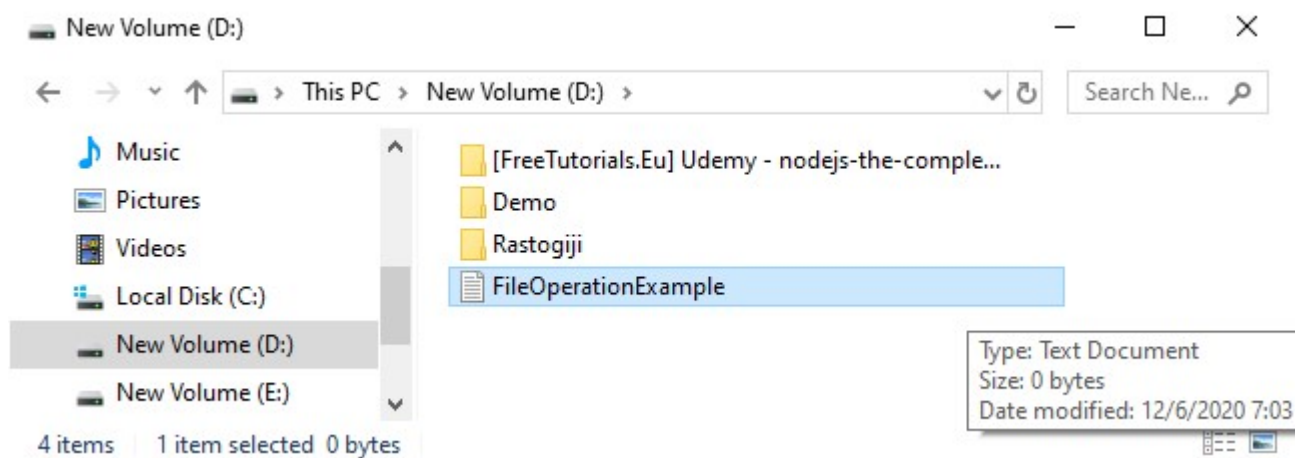 New Volume (D:)
This PC > New Volume (D:) >
Search Ne...
Music
Pictures
Videos
Local Disk (C:)
New Volume (D:)
New Volume (E:)
[FreeTutorials.Eu] Udemy - nodejs-the-comple...
Demo
Rastogiji
FileOperationExample
Type: Text Document
Size: 0 bytes
Date modified: 12/6/2020 7:03
4 items 1 item selected 0 bytes